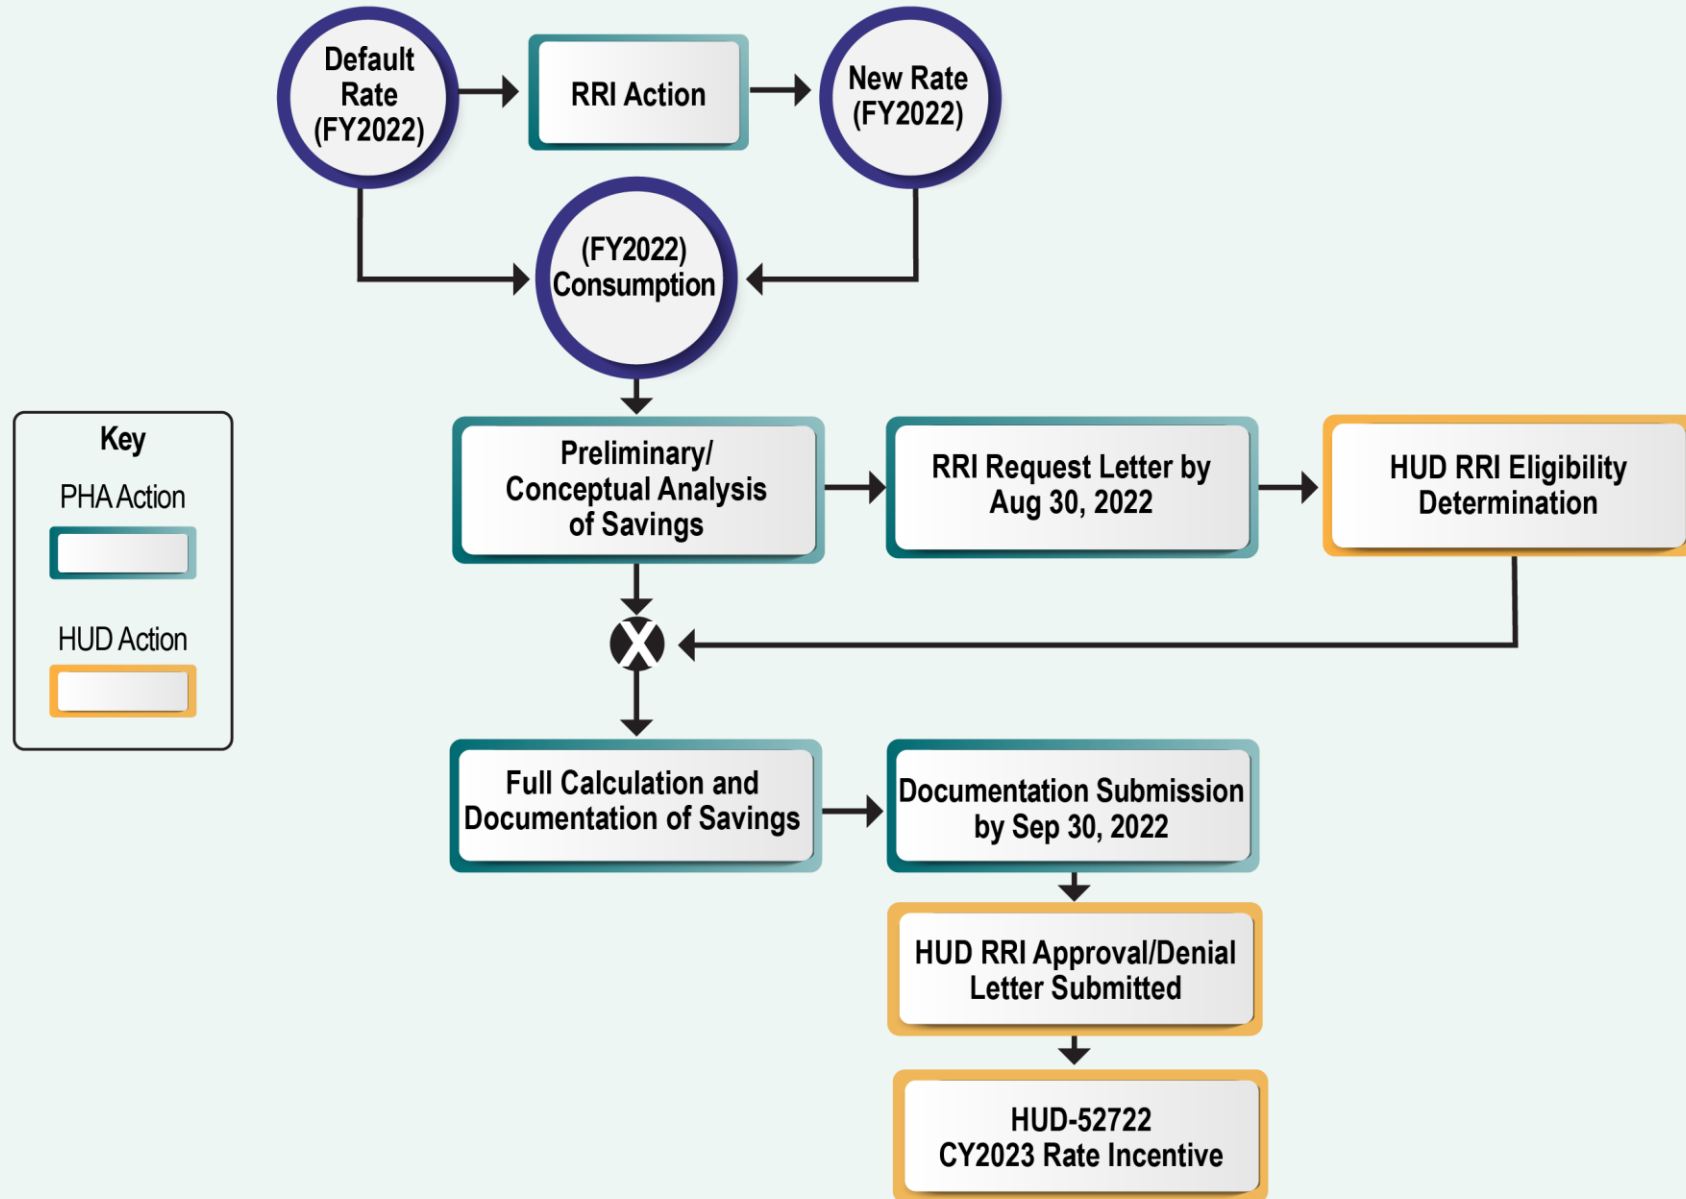 Default
Rate
(FY2022)
RRI Action
New Rate
(FY2022)
(FY2022)
Consumption
Key
PHA Action
HUD Action
Preliminary/
Conceptual Analysis
of Savings
RRI Request Letter by
Aug 30, 2022
HUD RRI Eligibility
Determination
X
Full Calculation and
Documentation of Savings
Documentation Submission
by Sep 30, 2022
HUD RRI Approval/Denial
Letter Submitted
HUD-52722
CY2023 Rate Incentive